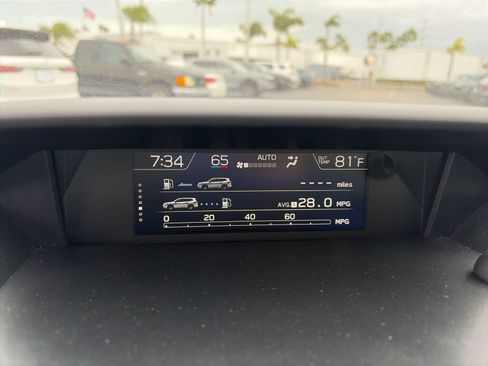 7:34 65 AUTO OUT TEMP 81°F
---- miles
AVG. B 28.0 MPG
0 20 40 60 MPG